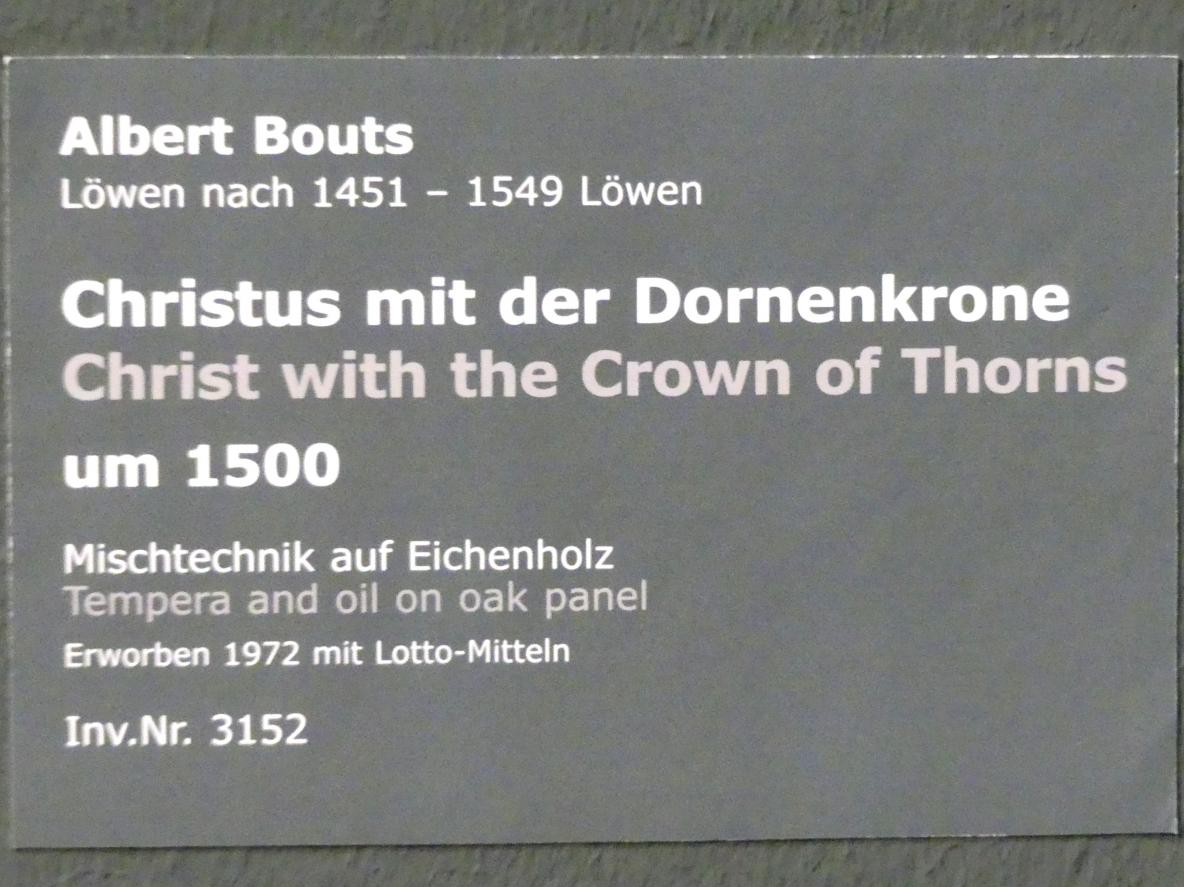 Albert Bouts
Löwen nach 1451 – 1549 Löwen
Christus mit der Dornenkrone
Christ with the Crown of Thorns
um 1500
Mischtechnik auf Eichenholz
Tempera and oil on oak panel
Erworben 1972 mit Lotto-Mitteln
Inv.Nr. 3152